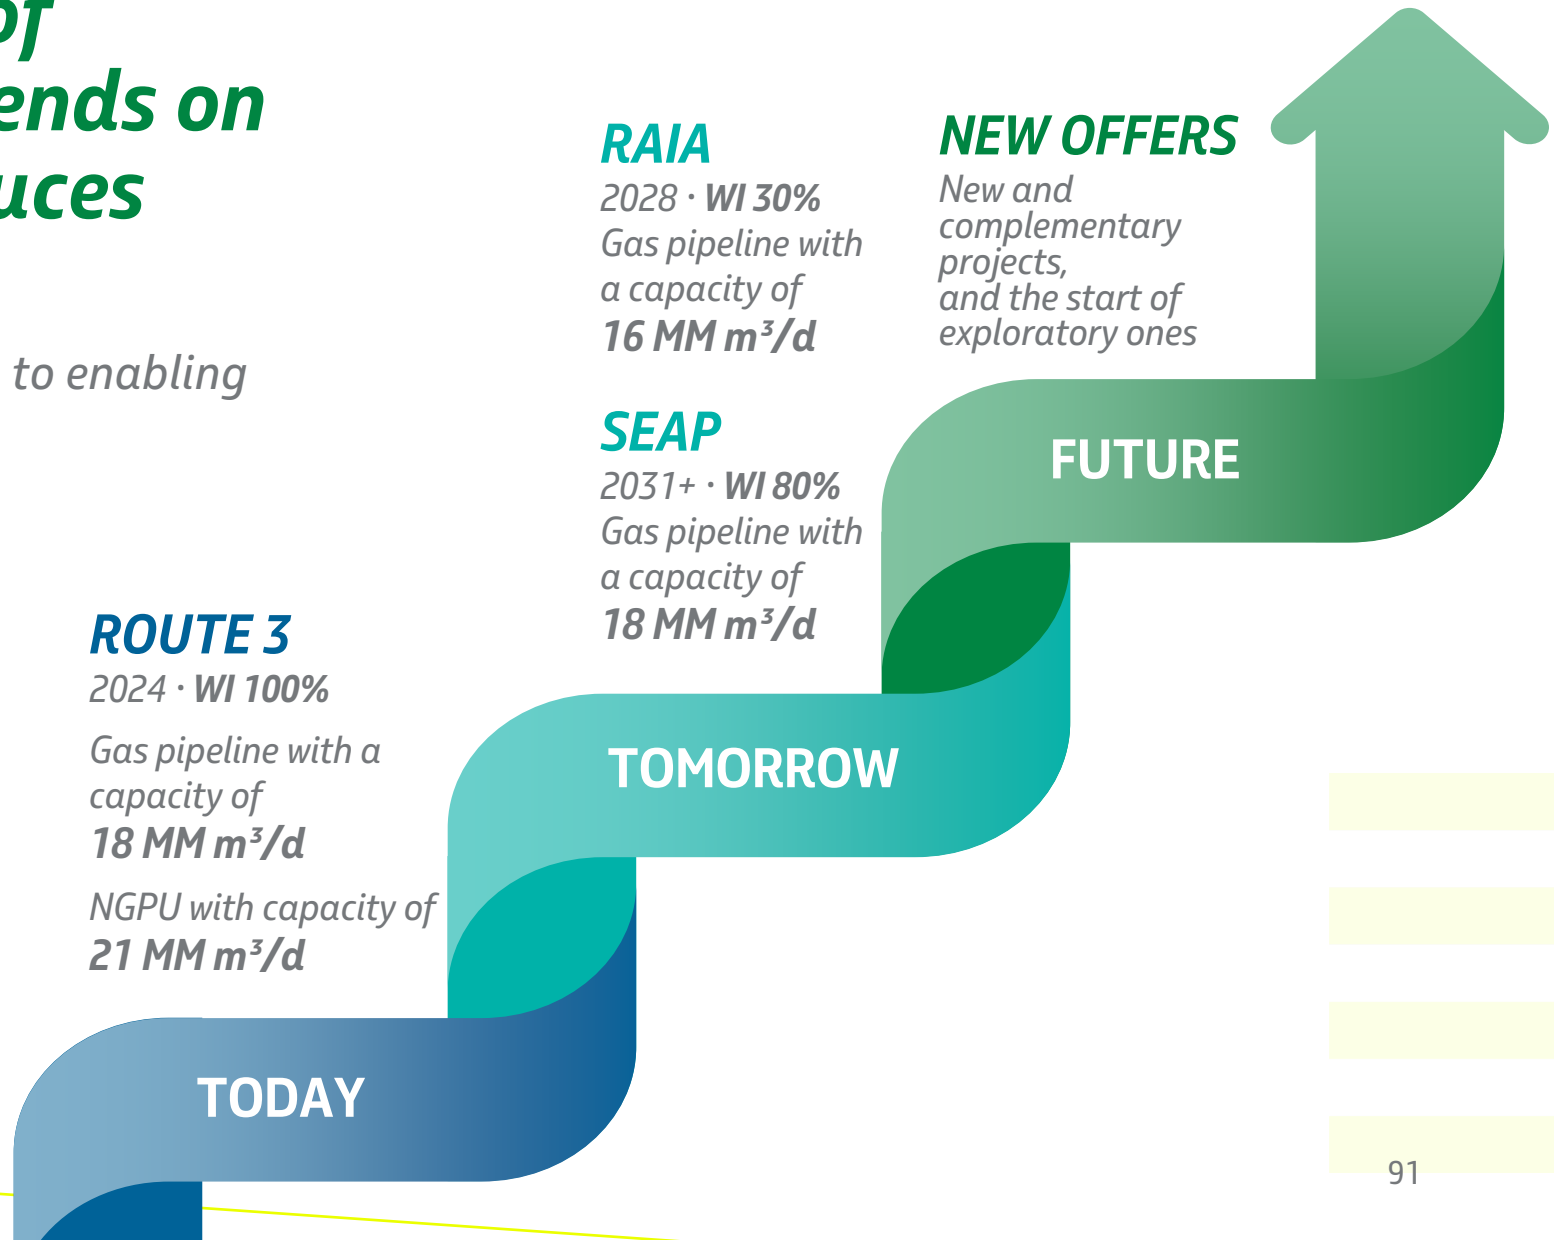 of
ends on
uces
to enabling
RAIA
2028 · WI 30%
Gas pipeline with
a capacity of
16 MM m³/d
SEAP
2031+ · WI 80%
Gas pipeline with
a capacity of
18 MM m³/d
NEW OFFERS
New and
complementary
projects,
and the start of
exploratory ones
FUTURE
ROUTE 3
2024 · WI 100%
Gas pipeline with a
capacity of
18 MM m³/d
NGPU with capacity of
21 MM m³/d
TOMORROW
TODAY
91